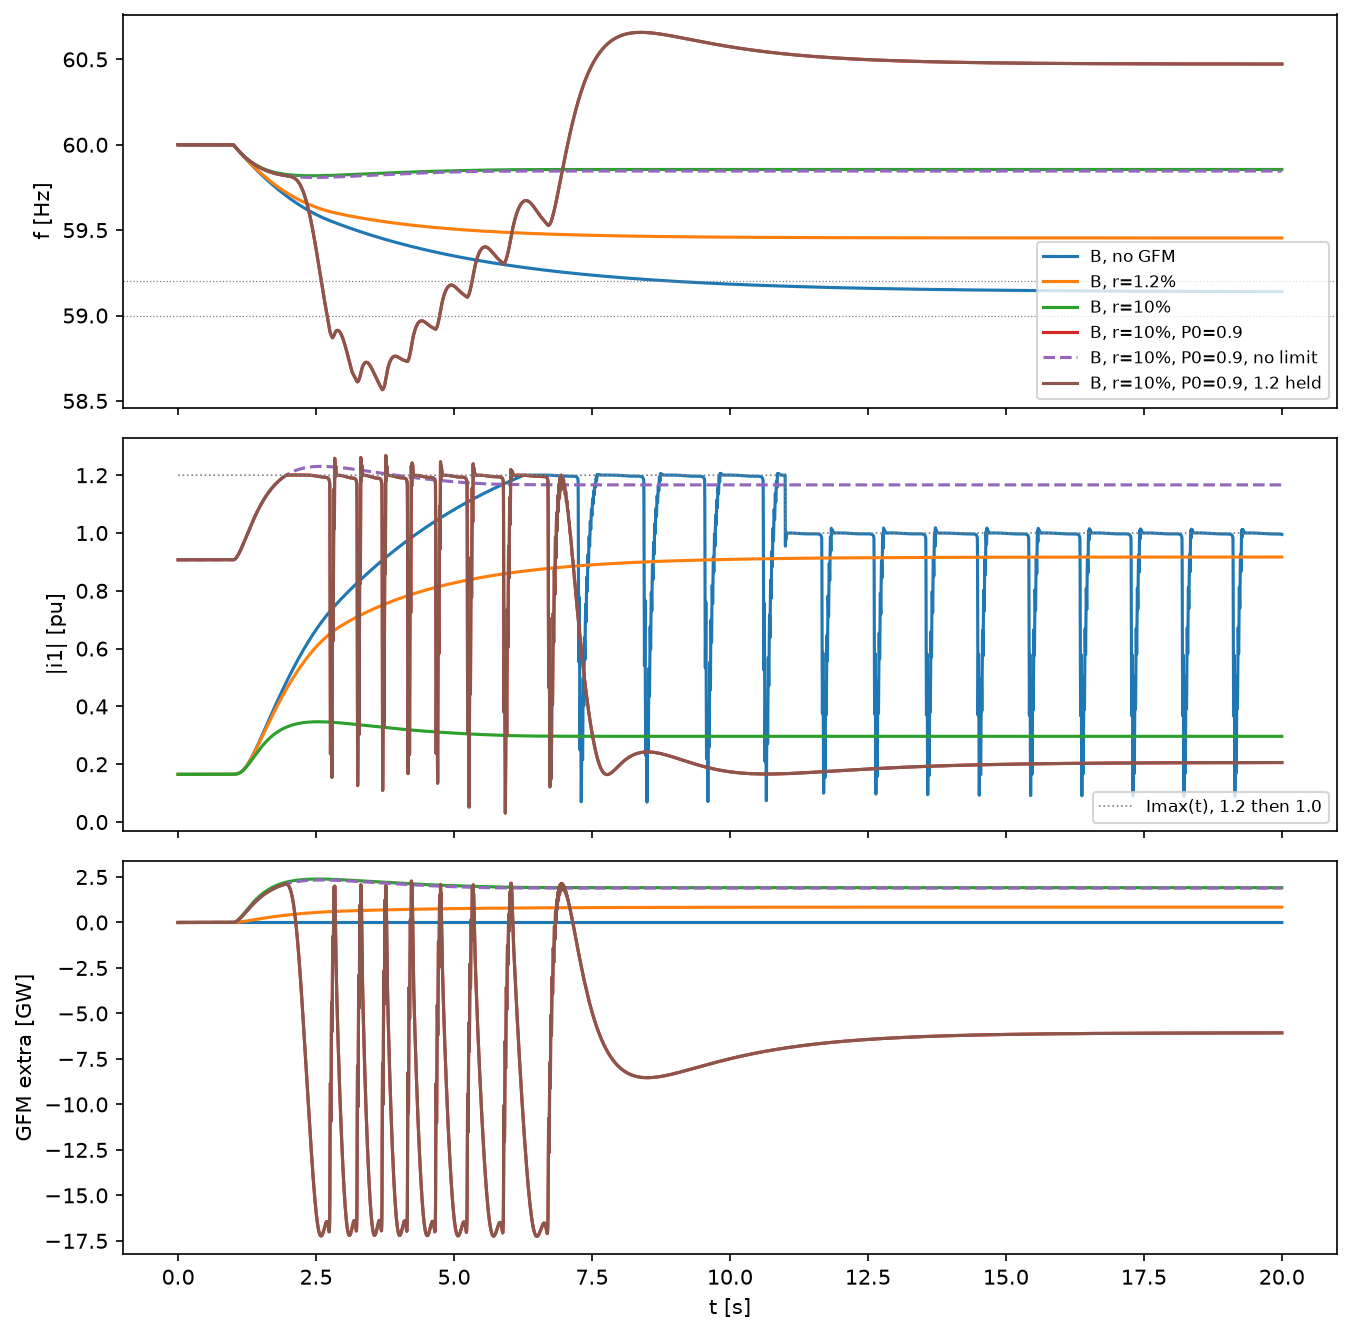 60.5
60.0
59.5
59.0
58.5
f [Hz]
B, no GFM
B, r=1.2%
B, r=10%
B, r=10%, P0=0.9
B, r=10%, P0=0.9, no limit
B, r=10%, P0=0.9, 1.2 held
1.2
1.0
0.8
0.6
0.4
0.2
0.0
|i1| [pu]
Imax(t), 1.2 then 1.0
2.5
0.0
−2.5
−5.0
−7.5
−10.0
−12.5
−15.0
−17.5
GFM extra [GW]
0.0 2.5 5.0 7.5 10.0 12.5 15.0 17.5 20.0
t [s]